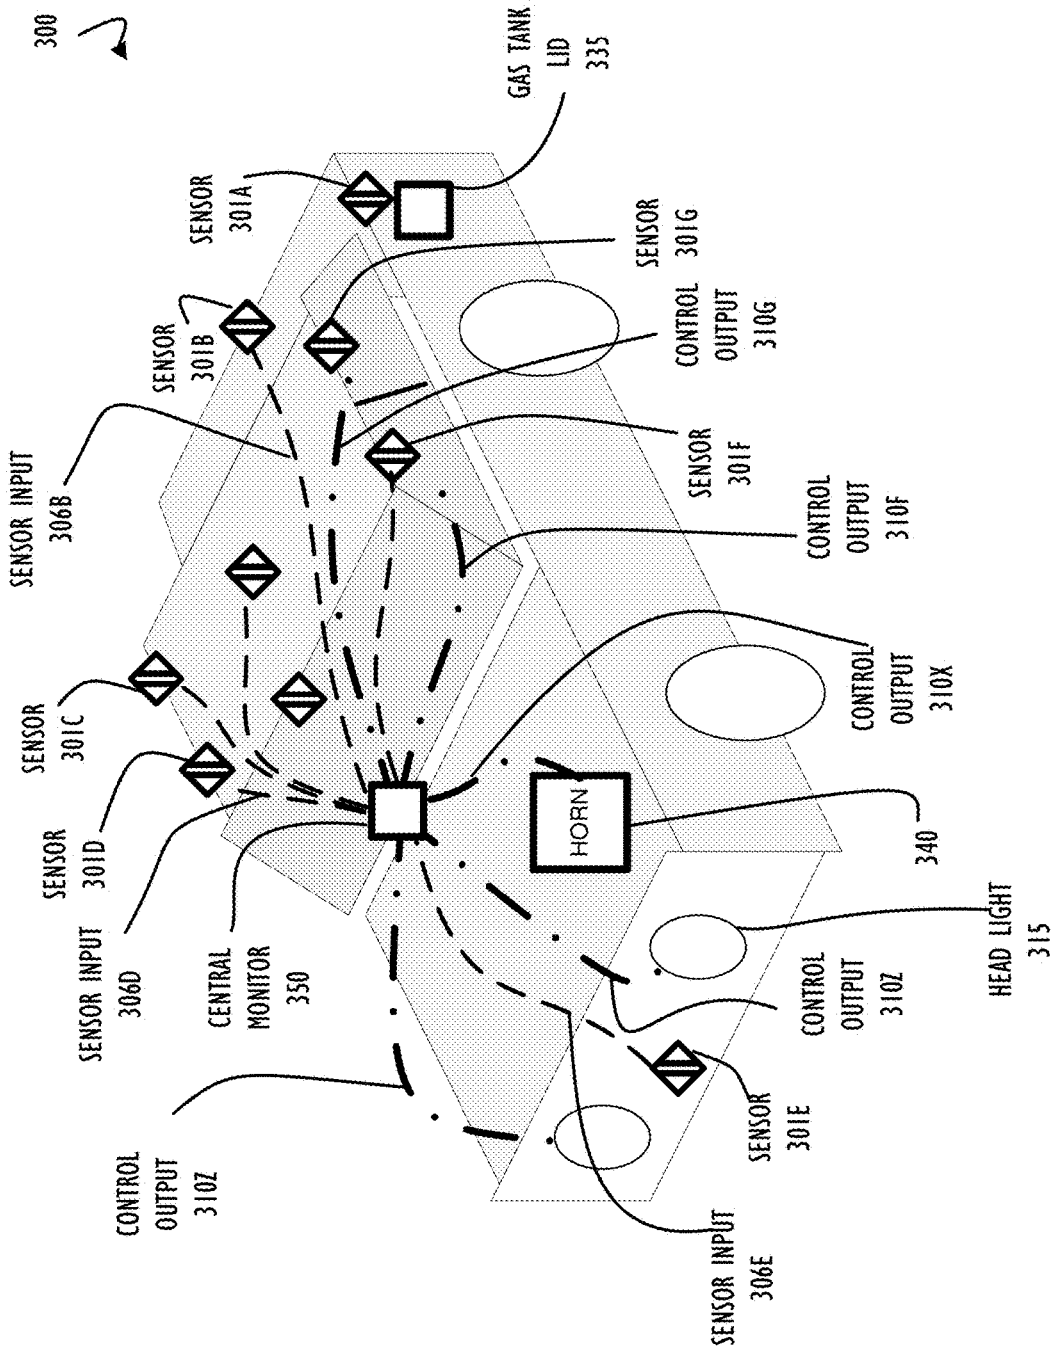 300
GAS TANK
LID
335
SENSOR
301A
SENSOR
301G
SENSOR
301B
CONTROL
OUTPUT
310G
SENSOR INPUT
306B
SENSOR
301F
CONTROL
OUTPUT
310F
SENSOR
301C
CONTROL
OUTPUT
310X
SENSOR
301D
HORN
340
SENSOR INPUT
306D
CENTRAL
MONITOR
350
HEAD LIGHT
315
CONTROL
OUTPUT
310Z
CONTROL
OUTPUT
310Z
SENSOR
301E
SENSOR INPUT
306E